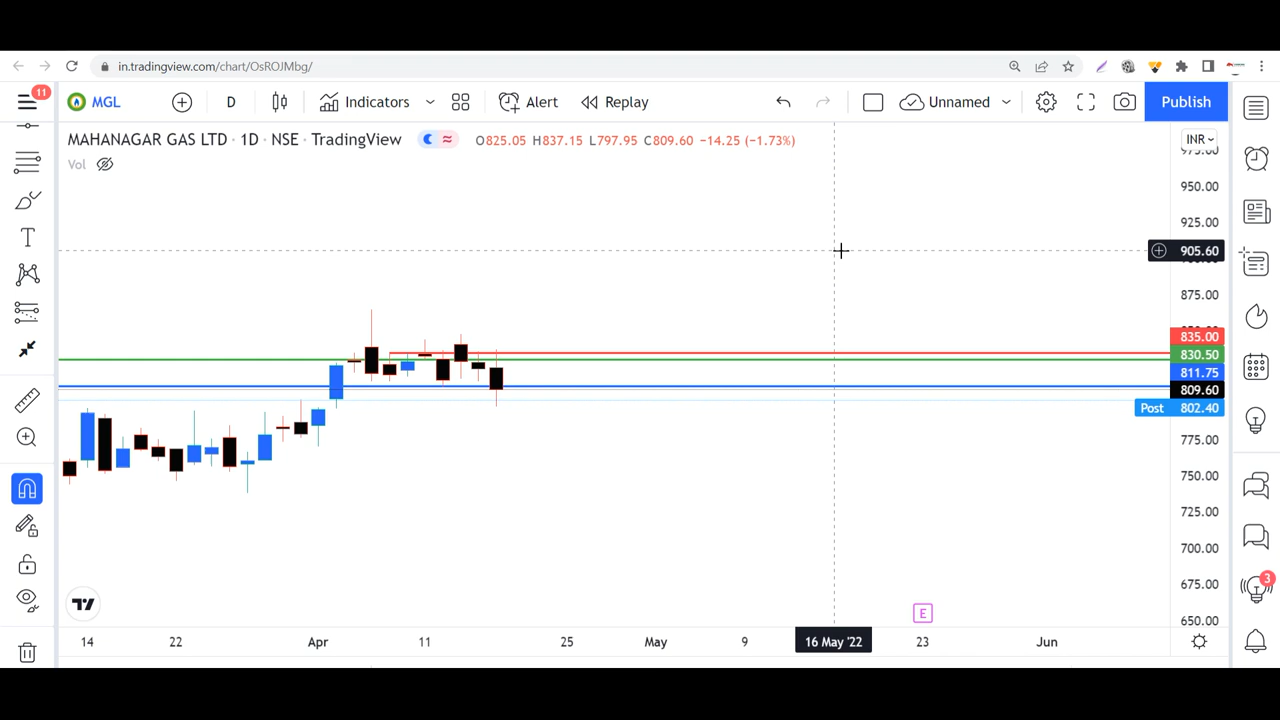 in.tradingview.com/chart/OsROJMbg/
11
MGL
D
Indicators
Alert
Replay
Unnamed
Publish
MAHANAGAR GAS LTD · 1D · NSE · TradingView
O825.05 H837.15 L797.95 C809.60 −14.25 (−1.73%)
INR
Vol
950.00
925.00
905.60
875.00
835.00
830.50
811.75
809.60
Post 802.40
775.00
750.00
725.00
700.00
675.00
650.00
3
E
14 22 Apr 11 25 May 9 16 May '22 23 Jun